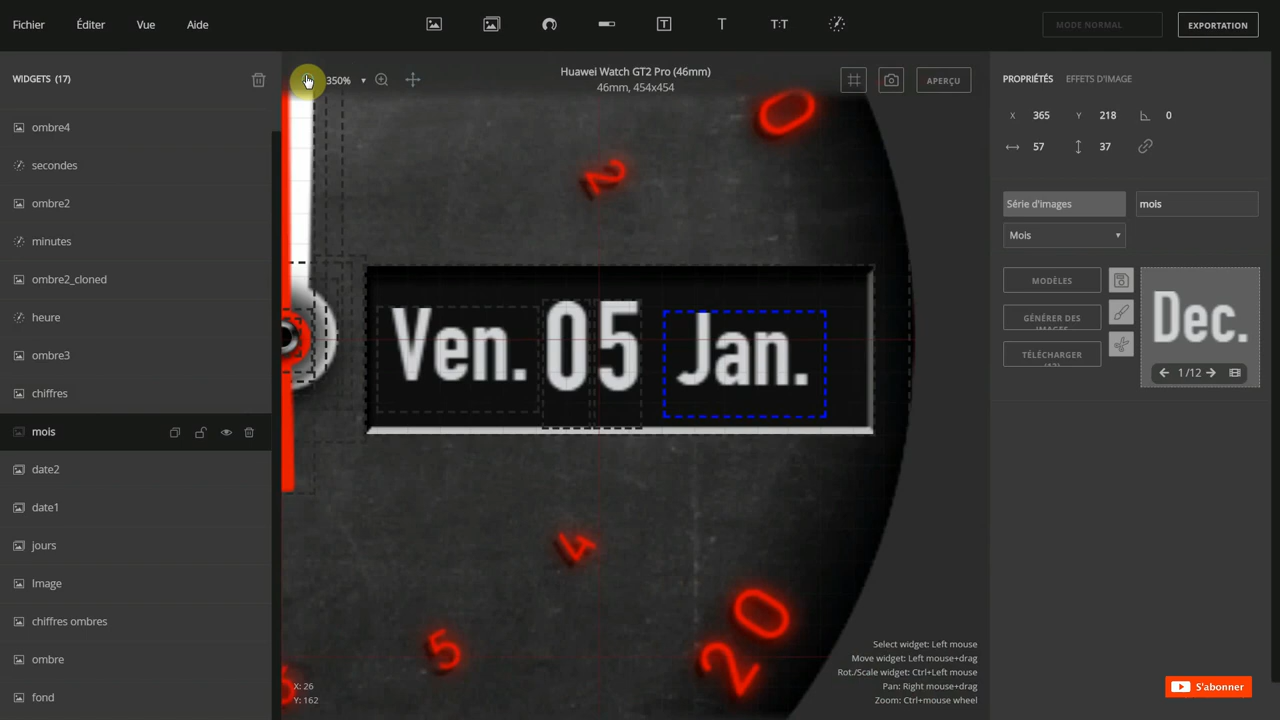 Fichier
Éditer
Vue
Aide
T
T
T:T
MODE NORMAL
EXPORTATION
WIDGETS (17)
350%
Huawei Watch GT2 Pro (46mm)
46mm, 454x454
APERÇU
PROPRIÉTÉS
EFFETS D'IMAGE
X 365
Y 218
0
57
37
Série d'images
mois
Mois
MODÈLES
GÉNÉRER DES
TÉLÉCHARGER
Dec.
1/12
ombre4
secondes
ombre2
minutes
ombre2_cloned
heure
ombre3
chiffres
mois
date2
date1
jours
Image
chiffres ombres
ombre
fond
0
2
Ven. 05 Jan.
4
5
20
X: 26
Y: 162
Select widget: Left mouse
Move widget: Left mouse+drag
Rot./Scale widget: Ctrl+Left mouse
Pan: Right mouse+drag
Zoom: Ctrl+mouse wheel
S'abonner